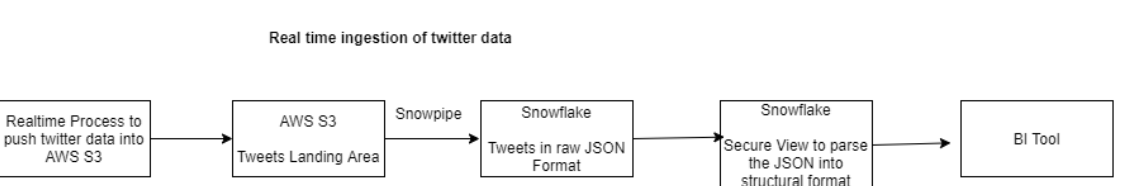 Real time ingestion of twitter data
Realtime Process to
push twitter data into
AWS S3
AWS S3
Tweets Landing Area
Snowpipe
Snowflake
Tweets in raw JSON
Format
Snowflake
Secure View to parse
the JSON into
structural format
BI Tool